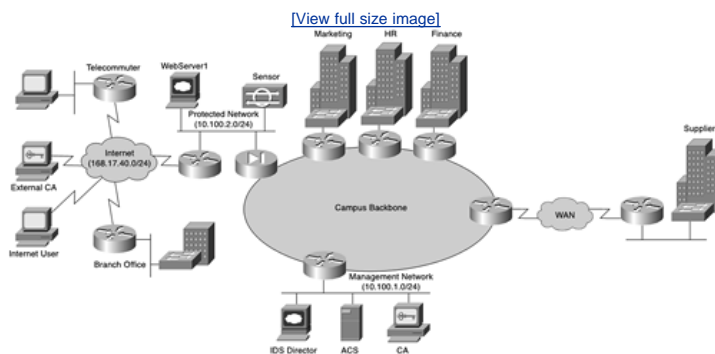 [View full size image]
Marketing
HR
Finance
Telecommuter
WebServer1
Sensor
Protected Network
(10.100.2.0/24)
Internet
(168.17.40.0/24)
External CA
Internet User
Branch Office
Campus Backbone
WAN
Supplier
Management Network
(10.100.1.0/24)
IDS Director
ACS
CA